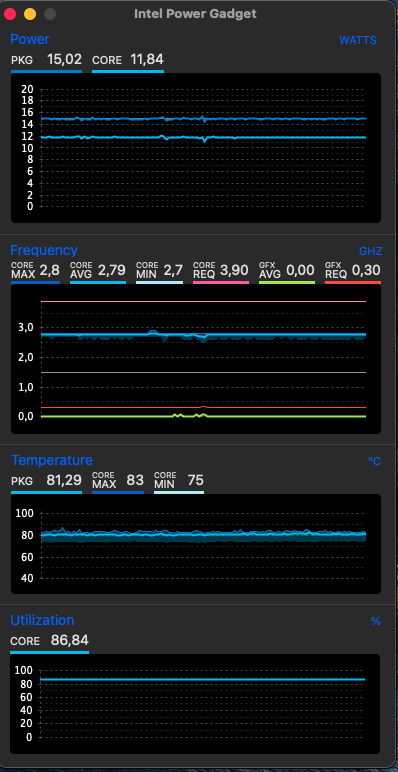 Intel Power Gadget
Power WATTS
PKG 15,02 CORE 11,84
20
18
16
14
12
10
8
6
4
2
0
Frequency GHZ
CORE MAX 2,8 CORE AVG 2,79 CORE MIN 2,7 CORE REQ 3,90 GFX AVG 0,00 GFX REQ 0,30
3,0
2,0
1,0
0,0
Temperature ºC
PKG 81,29 CORE MAX 83 CORE MIN 75
100
80
60
40
Utilization %
CORE 86,84
100
80
60
40
20
0